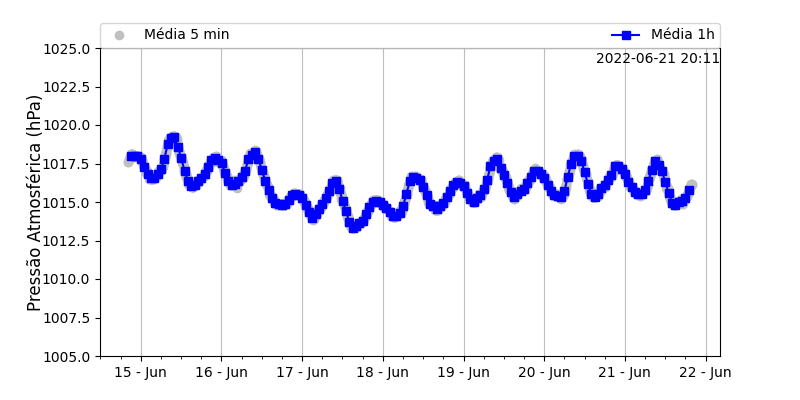 Média 5 min
Média 1h
2022-06-21 20:11
Pressão Atmosférica (hPa)
1025.0
1022.5
1020.0
1017.5
1015.0
1012.5
1010.0
1007.5
1005.0
15 - Jun
16 - Jun
17 - Jun
18 - Jun
19 - Jun
20 - Jun
21 - Jun
22 - Jun